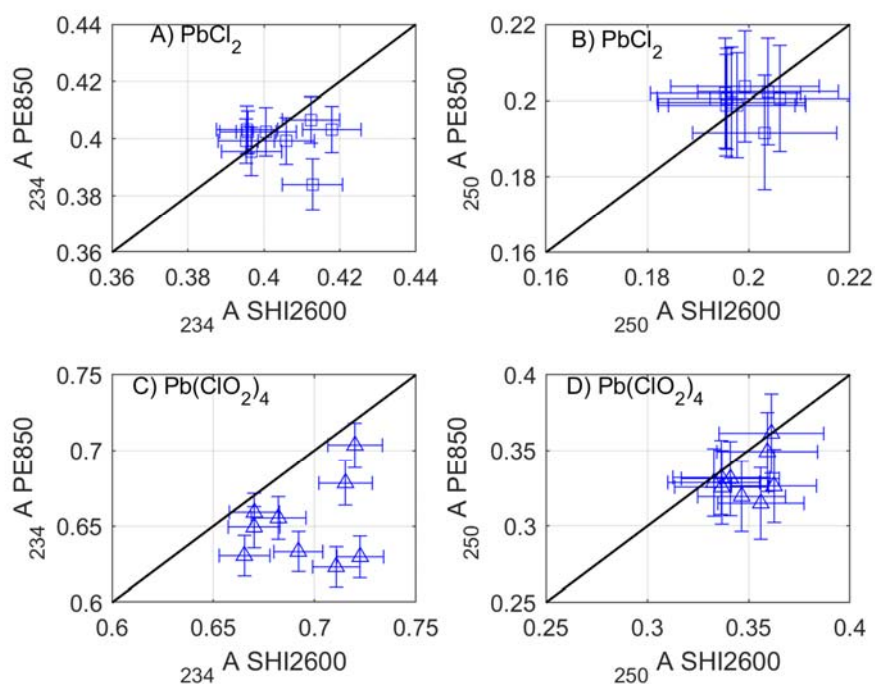 A) PbCl2
0.44
0.42
0.4
0.38
0.36
234 A PE850
0.36 0.38 0.4 0.42 0.44
234 A SHI2600
B) PbCl2
0.22
0.2
0.18
0.16
250 A PE850
0.16 0.18 0.2 0.22
250 A SHI2600
C) Pb(ClO2)4
0.75
0.7
0.65
0.6
234 A PE850
0.6 0.65 0.7 0.75
234 A SHI2600
D) Pb(ClO2)4
0.4
0.35
0.3
0.25
250 A PE850
0.25 0.3 0.35 0.4
250 A SHI2600